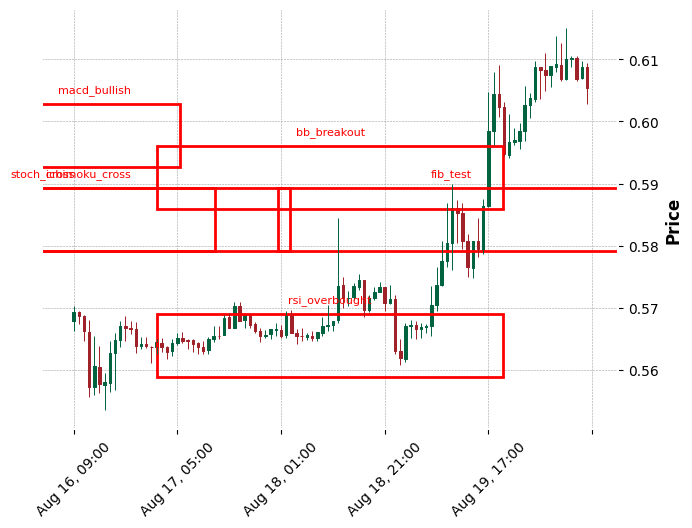 0.61
macd_bullish
0.60
bb_breakout
stoch_cross
ichimoku_cross
fib_test
0.59
Price
0.58
rsi_overbought
0.57
0.56
Aug 16, 09:00
Aug 17, 05:00
Aug 18, 01:00
Aug 18, 21:00
Aug 19, 17:00